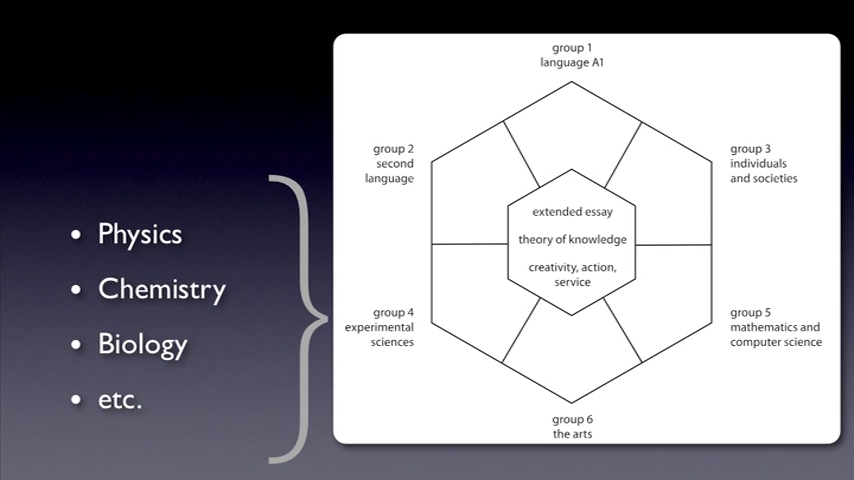 • Physics
• Chemistry
• Biology
• etc.
group 1
language A1
group 2
second
language
group 3
individuals
and societies
extended essay
theory of knowledge
creativity, action,
service
group 4
experimental
sciences
group 5
mathematics and
computer science
group 6
the arts